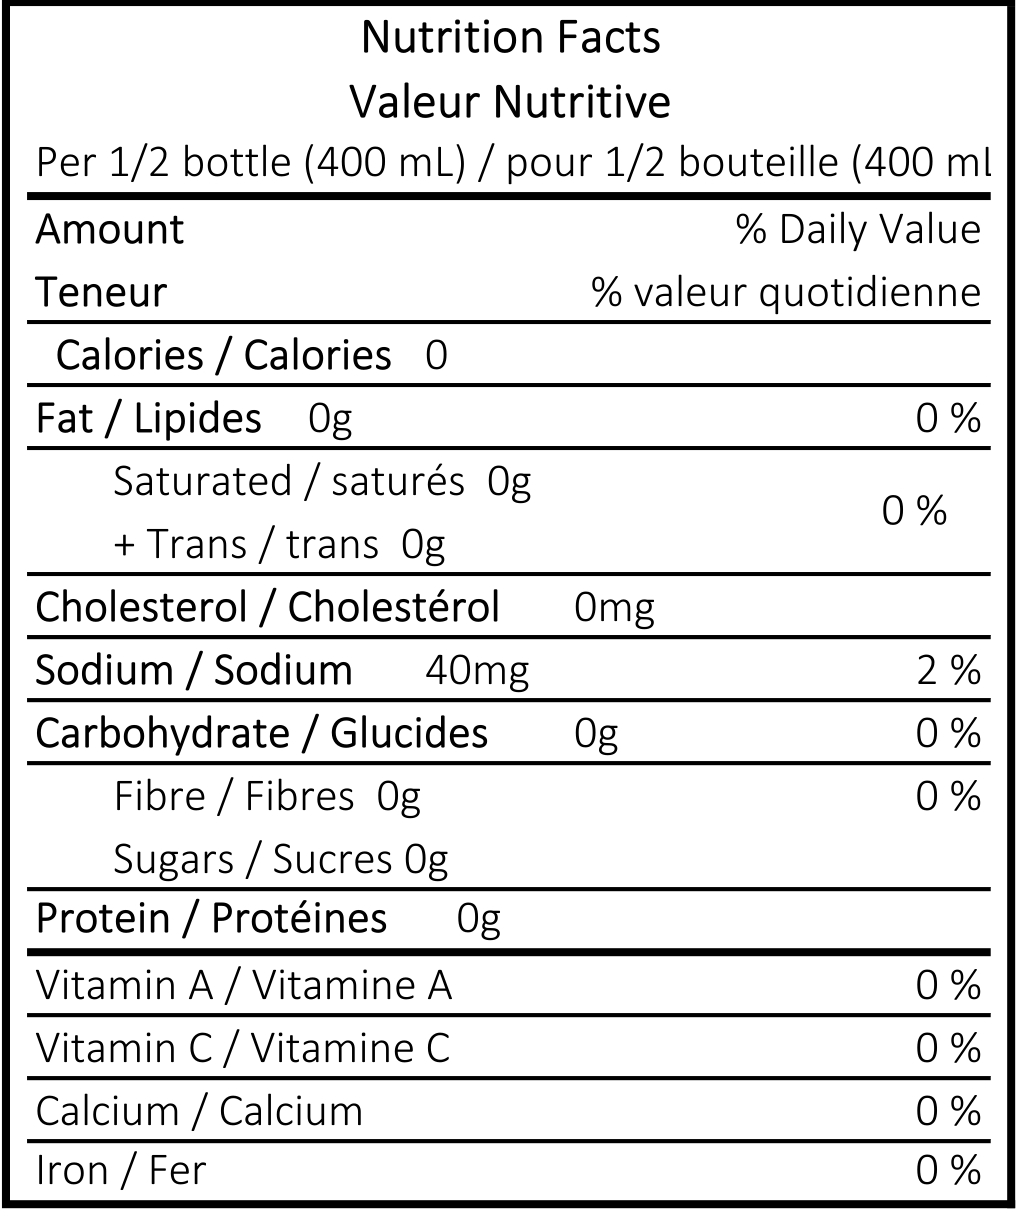 Nutrition Facts
Valeur Nutritive
Per 1/2 bottle (400 mL) / pour 1/2 bouteille (400 mL
Amount % Daily Value
Teneur % valeur quotidienne
Calories / Calories 0
Fat / Lipides 0g 0 %
Saturated / saturés 0g
0 %
+ Trans / trans 0g
Cholesterol / Cholestérol 0mg
Sodium / Sodium 40mg 2 %
Carbohydrate / Glucides 0g 0 %
Fibre / Fibres 0g 0 %
Sugars / Sucres 0g
Protein / Protéines 0g
Vitamin A / Vitamine A 0 %
Vitamin C / Vitamine C 0 %
Calcium / Calcium 0 %
Iron / Fer 0 %